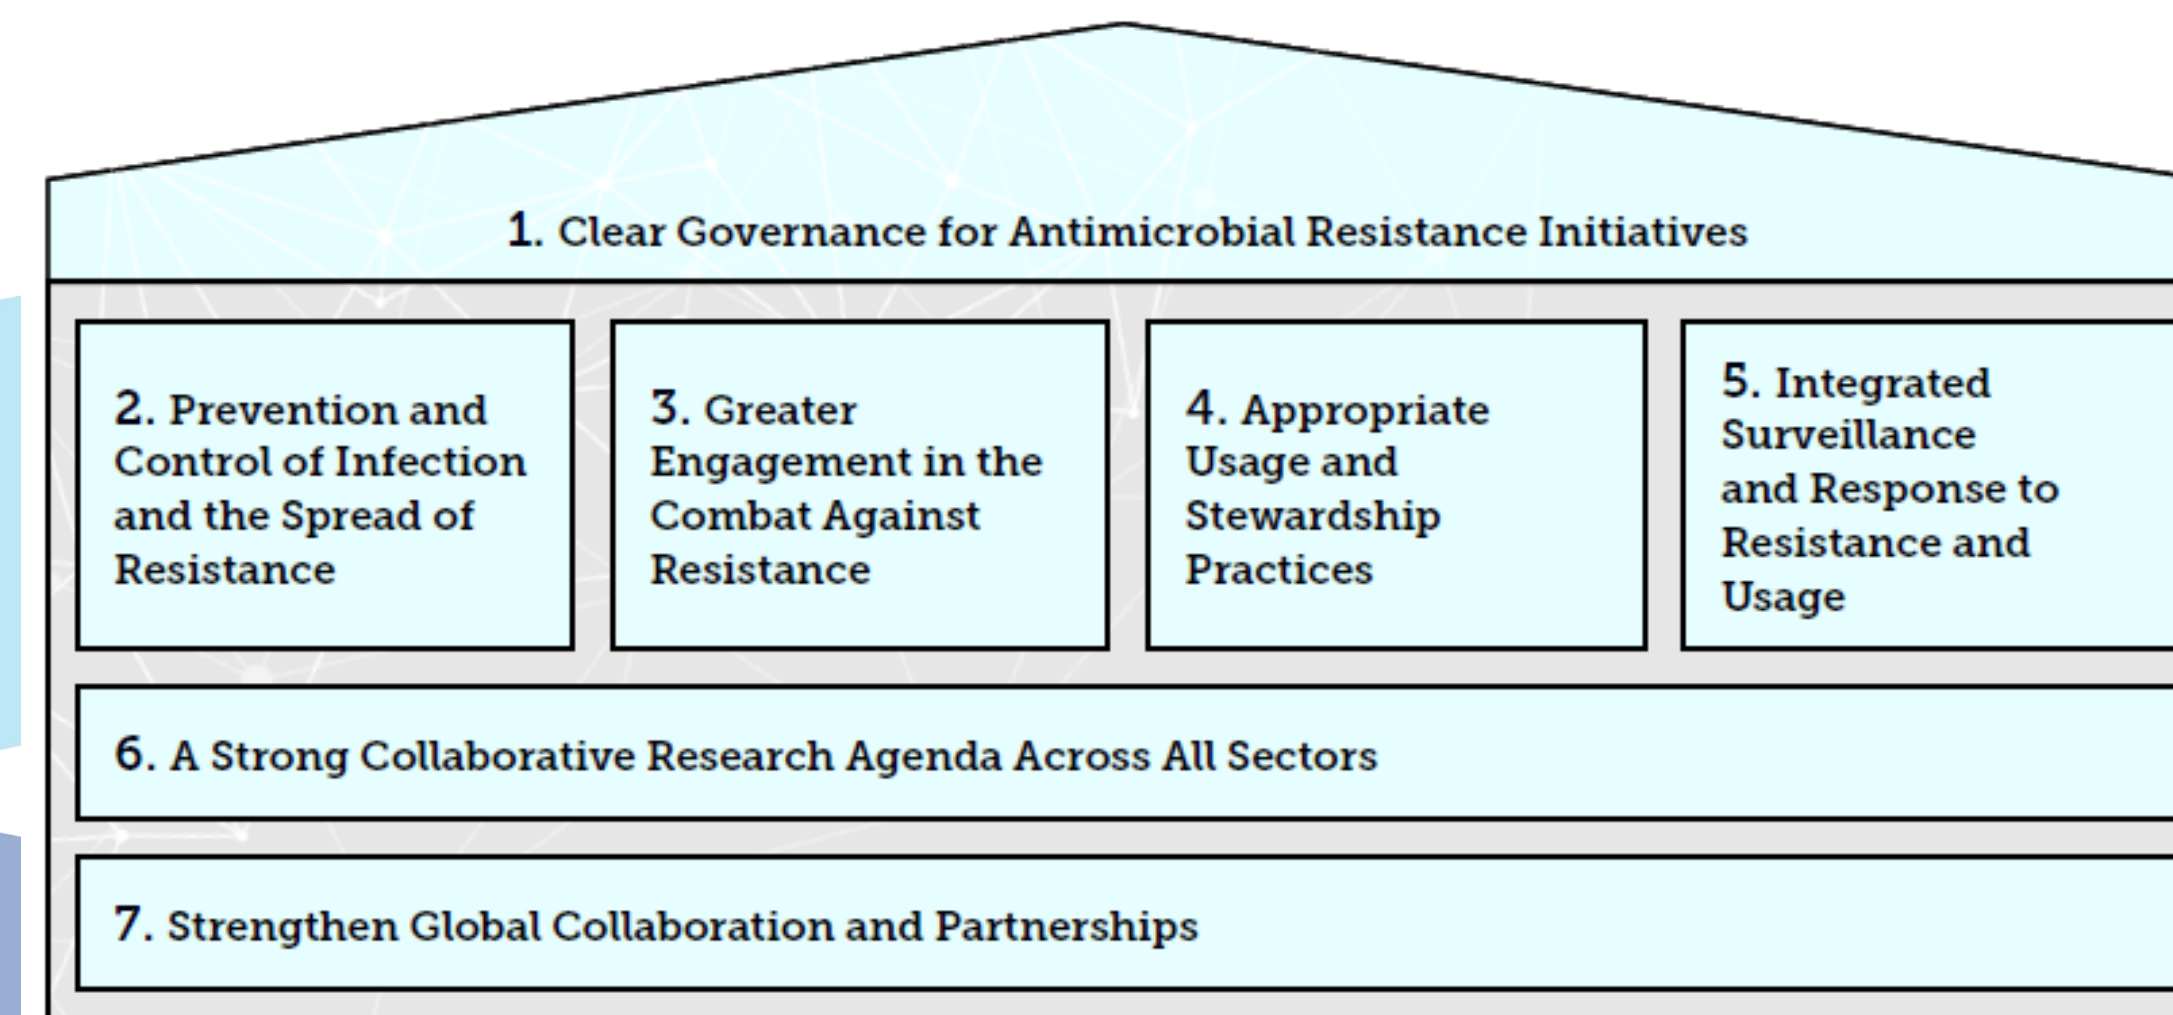 1. Clear Governance for Antimicrobial Resistance Initiatives
2. Prevention and
Control of Infection
and the Spread of
Resistance
3. Greater
Engagement in the
Combat Against
Resistance
4. Appropriate
Usage and
Stewardship
Practices
5. Integrated
Surveillance
and Response to
Resistance and
Usage
6. A Strong Collaborative Research Agenda Across All Sectors
7. Strengthen Global Collaboration and Partnerships